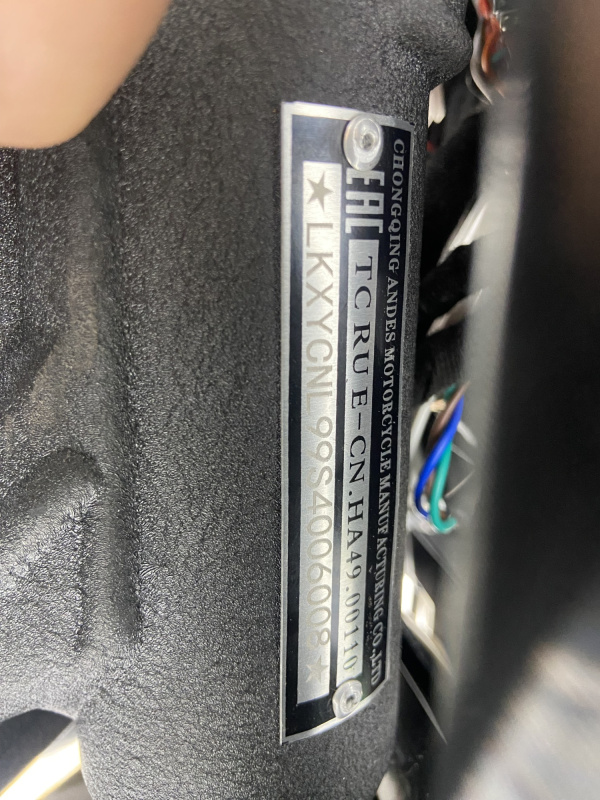 CHONGQING ANDES MOTORCYCLE MANUFACTURING CO.,LTD
EAC TC RU E-CN.HA49.00110
★LKXYCNL99S4006008★